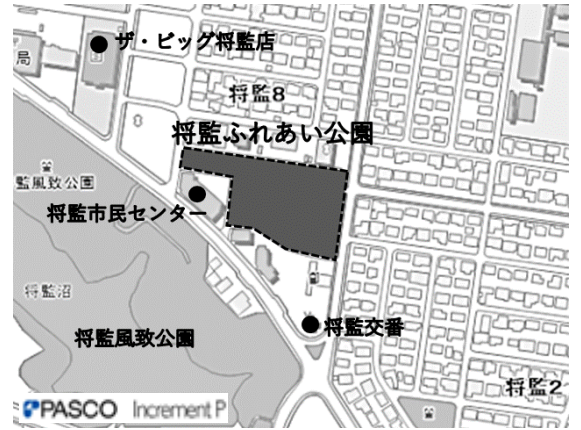 ザ・ビッグ将監店
局
将監8
将監ふれあい公園
監風致公園
将監市民センター
将監沼
将監風致公園
将監交番
将監2
PASCO Increment P